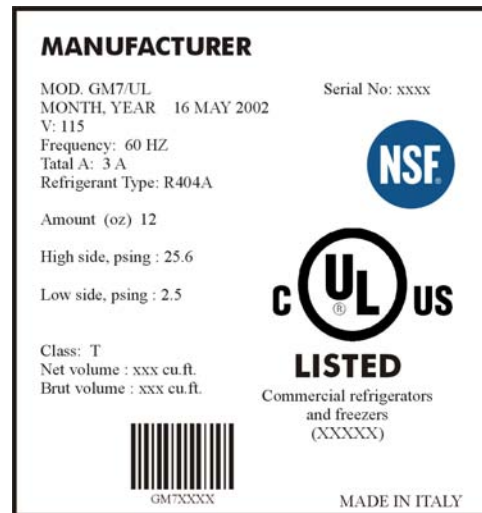 MANUFACTURER
MOD. GM7/UL
Serial No: xxxx
MONTH, YEAR 16 MAY 2002
V: 115
Frequency: 60 HZ
Tatal A: 3 A
Refrigerant Type: R404A
NSF®
Amount (oz) 12
High side, psing : 25.6
Low side, psing : 2.5
C UL® US
LISTED
Class: T
Net volume : xxx cu.ft.
Brut volume : xxx cu.ft.
Commercial refrigerators
and freezers
(XXXXX)
GM7XXXX
MADE IN ITALY